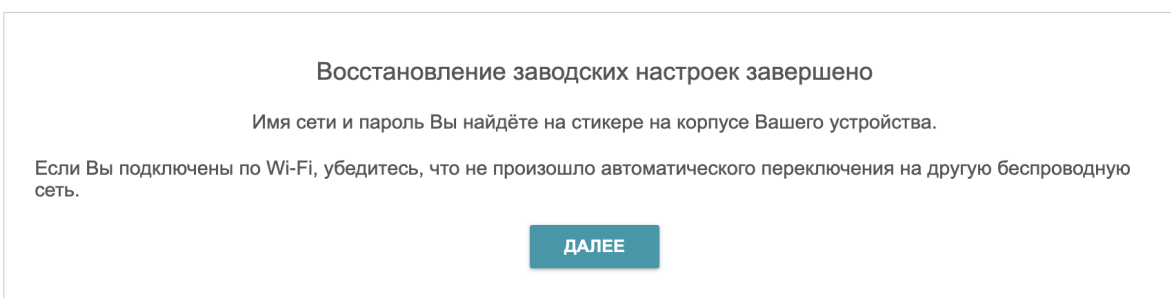 Восстановление заводских настроек завершено
Имя сети и пароль Вы найдёте на стикере на корпусе Вашего устройства.
Если Вы подключены по Wi-Fi, убедитесь, что не произошло автоматического переключения на другую беспроводную
сеть.
ДАЛЕЕ